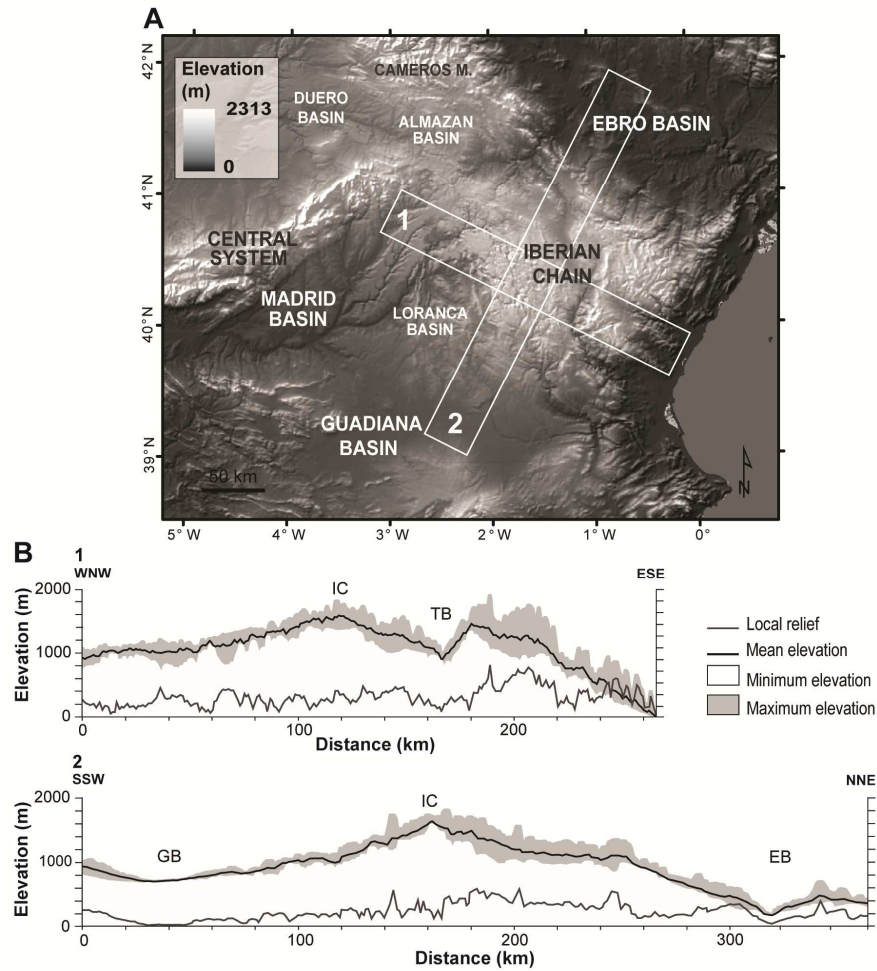 A
42°N
41°N
40°N
39°N
Elevation
(m)
2313
0
CAMEROS M.
DUERO
BASIN
ALMAZAN
BASIN
EBRO BASIN
1
CENTRAL
SYSTEM
IBERIAN
CHAIN
MADRID
BASIN
LORANCA
BASIN
GUADIANA
BASIN
2
50 km
N
5° W
4° W
3° W
2° W
1° W
0°
B
1
WNW
ESE
IC
TB
2000
1000
0
Elevation (m)
100
200
Distance (km)
Local relief
Mean elevation
Minimum elevation
Maximum elevation
2
SSW
NNE
IC
GB
EB
2000
1000
0
Elevation (m)
0
100
200
300
Distance (km)